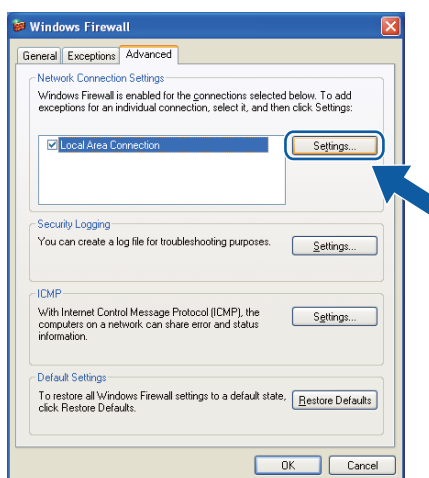 Windows Firewall
General Exceptions Advanced
Network Connection Settings
Windows Firewall is enabled for the connections selected below. To add
exceptions for an individual connection, select it, and then click Settings:
Local Area Connection
Settings...
Security Logging
You can create a log file for troubleshooting purposes.
Settings...
ICMP
With Internet Control Message Protocol (ICMP), the
computers on a network can share error and status
information.
Settings...
Default Settings
To restore all Windows Firewall settings to a default state,
click Restore Defaults.
Restore Defaults
OK Cancel